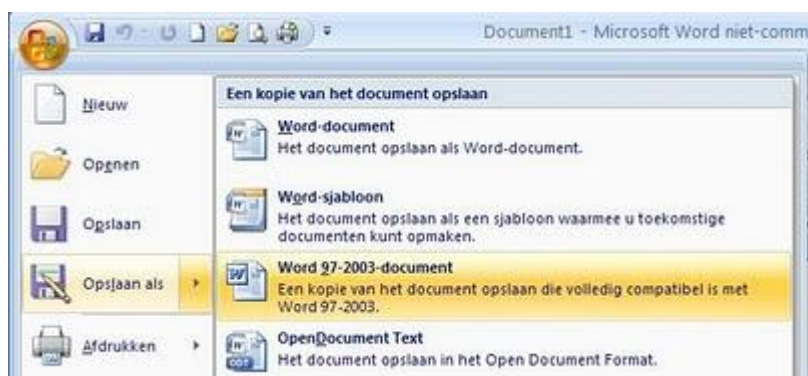 Document1 - Microsoft Word niet-comm
Nieuw
Openen
Opslaan
Opslaan als
Afdrukken
Een kopie van het document opslaan
Word-document
Het document opslaan als Word-document.
Word-sjabloon
Het document opslaan als een sjabloon waarmee u toekomstige
documenten kunt opmaken.
Word 97-2003-document
Een kopie van het document opslaan die volledig compatibel is met
Word 97-2003.
OpenDocument Text
Het document opslaan in het Open Document Format.